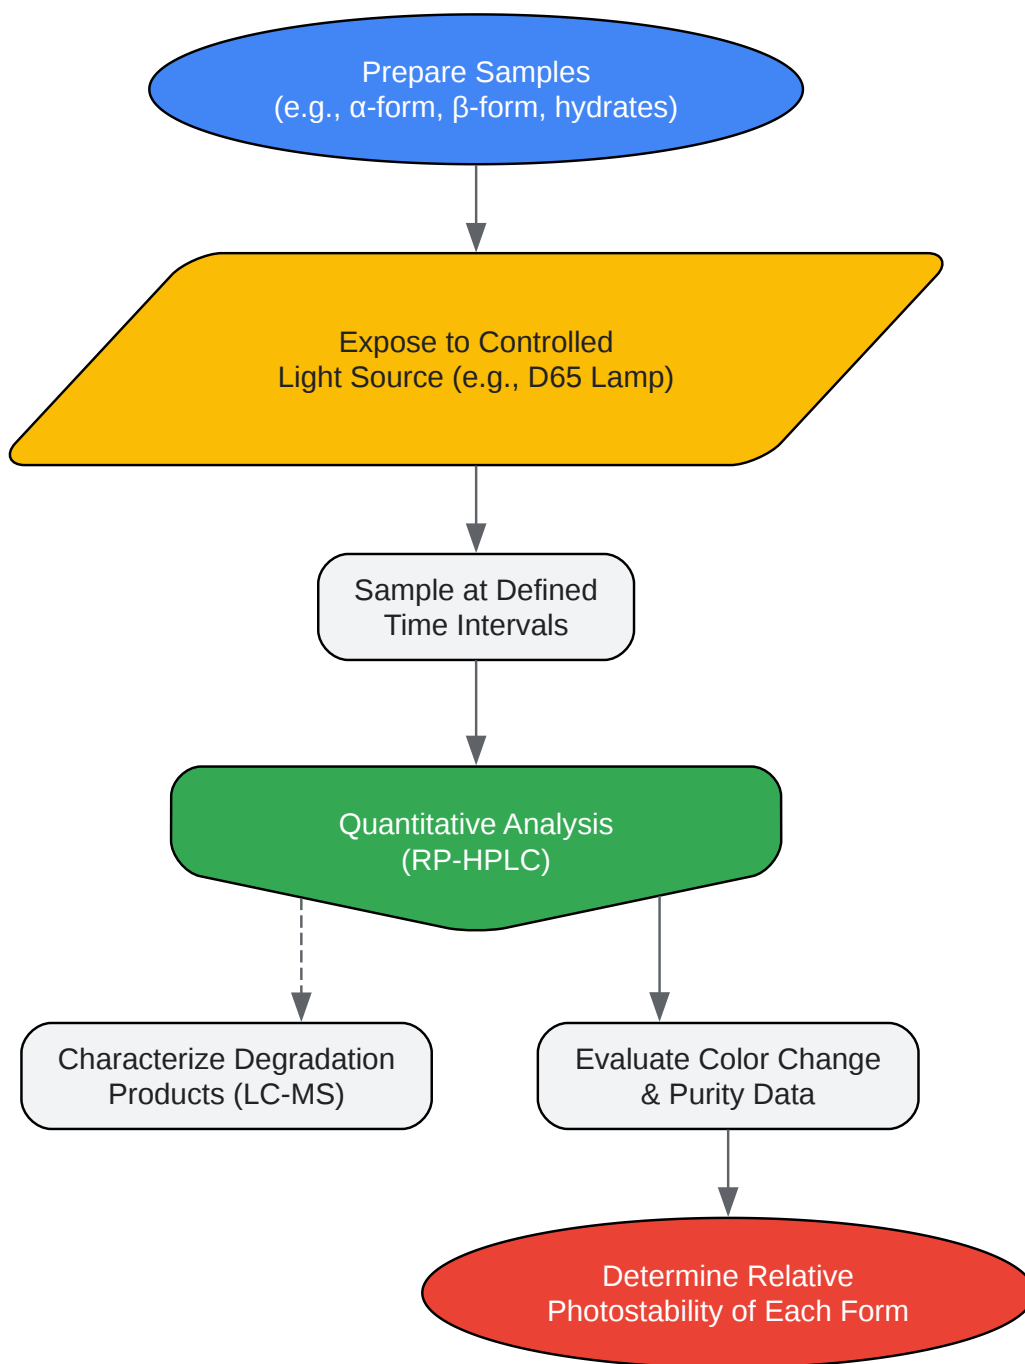 Prepare Samples
(e.g., α-form, β-form, hydrates)
Expose to Controlled
Light Source (e.g., D65 Lamp)
Sample at Defined
Time Intervals
Quantitative Analysis
(RP-HPLC)
Characterize Degradation
Products (LC-MS)
Evaluate Color Change
& Purity Data
Determine Relative
Photostability of Each Form